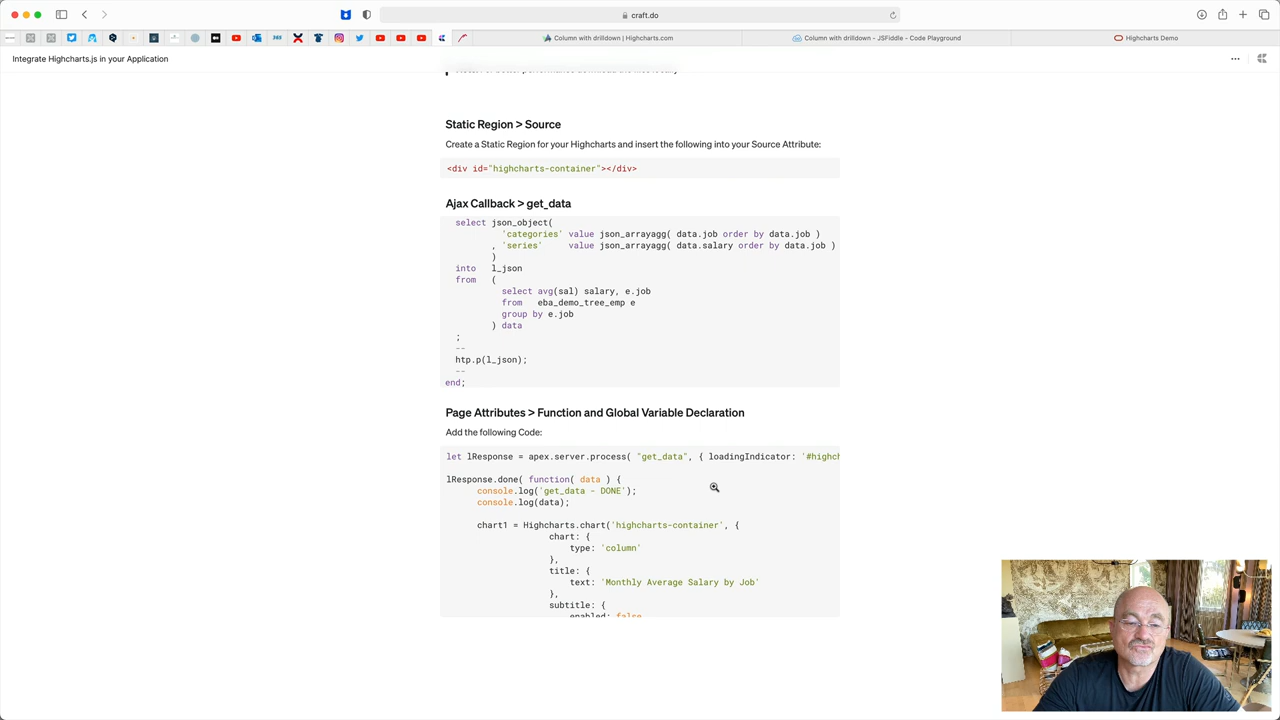 craft.do
365
Column with drilldown | Highcharts.com
Column with drilldown - JSFiddle - Code Playground
Highcharts Demo
Integrate Highcharts.js in your Application
Static Region > Source
Create a Static Region for your Highcharts and insert the following into your Source Attribute:
<div id="highcharts-container"></div>
Ajax Callback > get_data
select json_object(
'categories' value json_arrayagg( data.job order by data.job )
, 'series' value json_arrayagg( data.salary order by data.job )
)
into l_json
from (
select avg(sal) salary, e.job
from eba_demo_tree_emp e
group by e.job
) data
;
--
htp.p(l_json);
--
end;
Page Attributes > Function and Global Variable Declaration
Add the following Code:
let lResponse = apex.server.process( "get_data", { loadingIndicator: '#highc
lResponse.done( function( data ) {
console.log('get_data - DONE');
console.log(data);
chart1 = Highcharts.chart('highcharts-container', {
chart: {
type: 'column'
},
title: {
text: 'Monthly Average Salary by Job'
},
subtitle: {
enabled: false